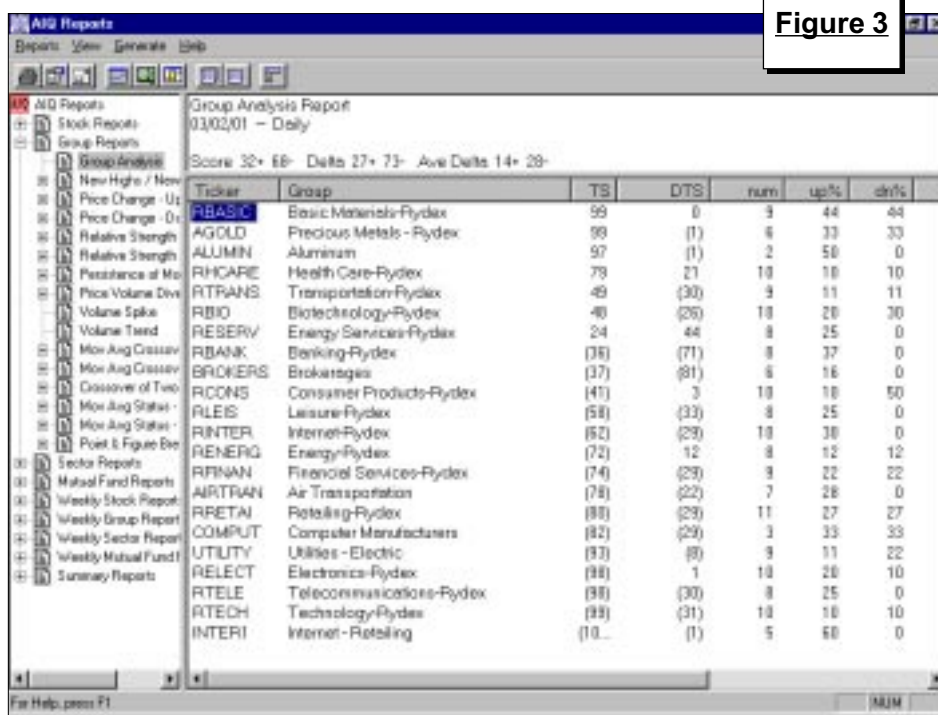 Figure 3
AIQ Reports
Reports View Generate Help
AIQ Reports
Stock Reports
Group Reports
Group Analysis
New Highs / New
Price Change - Up
Price Change - Do
Relative Strength
Relative Strength
Persistence of Mo
Price Volume Dive
Volume Spike
Volume Trend
Mov Avg Crossov
Mov Avg Crossov
Crossover of Two
Mov Avg Status -
Mov Avg Status -
Point & Figure Bre
Sector Reports
Mutual Fund Reports
Weekly Stock Report
Weekly Group Report
Weekly Sector Report
Weekly Mutual Fund
Summary Reports
Group Analysis Report
03/02/01 - Daily
Score 32+ 68- Delta 27+ 73- Ave Delta 14+ 28-
Ticker Group TS DTS num up% dn%
RBASIC Basic Materials-Rydex 99 0 9 44 44
AGOLD Precious Metals - Rydex 99 (1) 6 33 33
ALUMIN Aluminum 97 (1) 2 50 0
RHCARE Health Care-Rydex 79 21 10 10 10
RTRANS Transportation-Rydex 49 (30) 9 11 11
RBIO Biotechnology-Rydex 48 (26) 10 20 30
RESERV Energy Services-Rydex 24 44 8 25 0
RBANK Banking-Rydex (36) (71) 8 37 0
BROKERS Brokerages (37) (81) 6 16 0
RCONS Consumer Products-Rydex (41) 3 10 10 50
RLEIS Leisure-Rydex (58) (33) 8 25 0
RINTER Internet-Rydex (62) (29) 10 30 0
RENERG Energy-Rydex (72) 12 8 12 12
RFINAN Financial Services-Rydex (74) (29) 9 22 22
AIRTRAN Air Transportation (78) (22) 7 28 0
RRETAI Retailing-Rydex (80) (29) 11 27 27
COMPUT Computer Manufacturers (82) (29) 3 33 33
UTILITY Utilities - Electric (93) (8) 9 11 22
RELECT Electronics-Rydex (98) 1 10 20 10
RTELE Telecommunications-Rydex (98) (30) 8 25 0
RTECH Technology-Rydex (99) (31) 10 10 10
INTERI Internet - Retailing (10... (1) 5 60 0
For Help, press F1
NUM